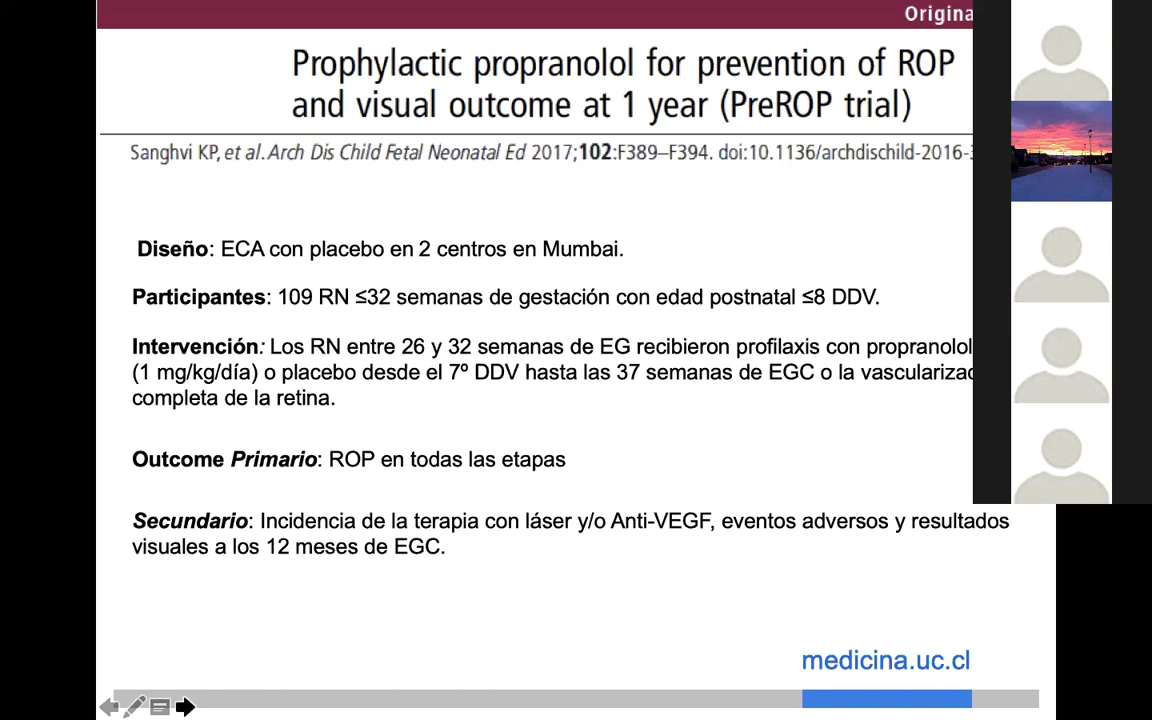 Origina
Prophylactic propranolol for prevention of ROP
and visual outcome at 1 year (PreROP trial)
Sanghvi KP, et al. Arch Dis Child Fetal Neonatal Ed 2017;102:F389–F394. doi:10.1136/archdischild-2016-
Diseño: ECA con placebo en 2 centros en Mumbai.
Participantes: 109 RN ≤32 semanas de gestación con edad postnatal ≤8 DDV.
Intervención: Los RN entre 26 y 32 semanas de EG recibieron profilaxis con propranolol
(1 mg/kg/día) o placebo desde el 7º DDV hasta las 37 semanas de EGC o la vasculariza
completa de la retina.
Outcome Primario: ROP en todas las etapas
Secundario: Incidencia de la terapia con láser y/o Anti-VEGF, eventos adversos y resultados
visuales a los 12 meses de EGC.
medicina.uc.cl